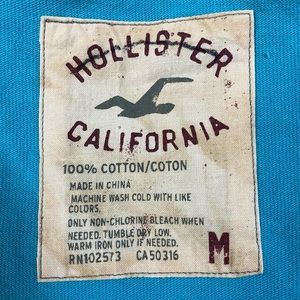 HOLLISTER
CALIFORNIA
100% COTTON/COTON
MADE IN CHINA
MACHINE WASH COLD WITH LIKE
COLORS.
ONLY NON-CHLORINE BLEACH WHEN
NEEDED. TUMBLE DRY LOW.
WARM IRON ONLY IF NEEDED.
RN102573 CA50316
M